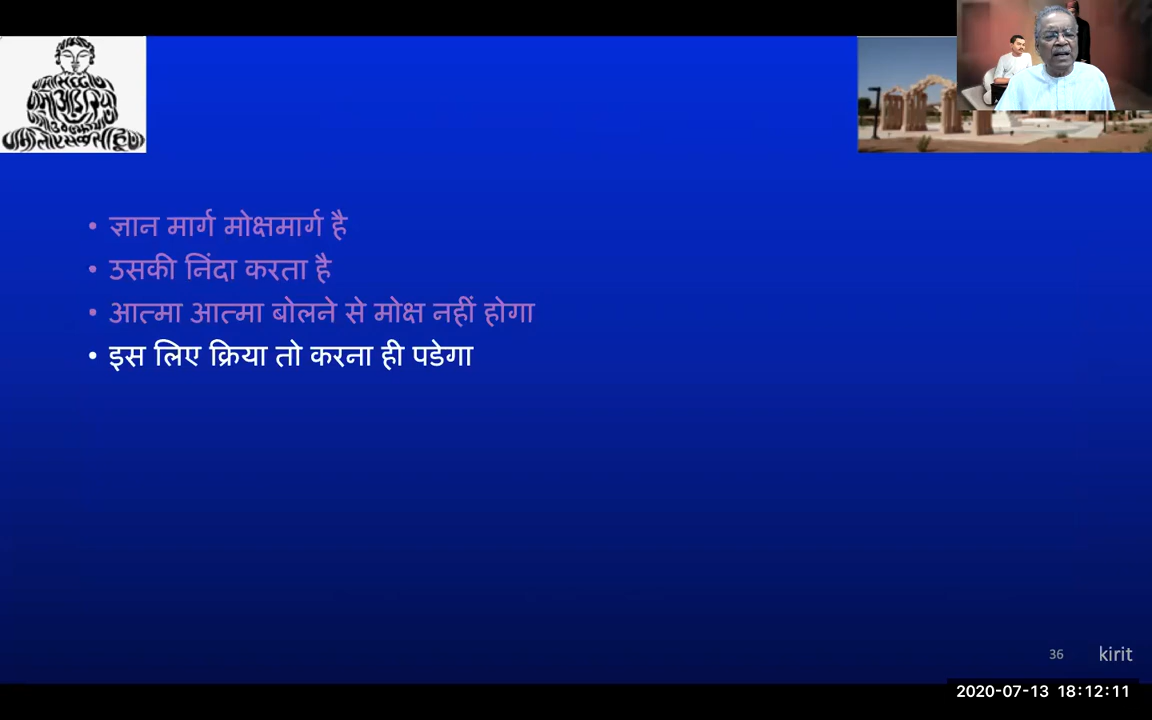 • ज्ञान मार्ग मोक्षमार्ग है
• उसकी निंदा करता है
• आत्मा आत्मा बोलने से मोक्ष नहीं होगा
• इस लिए क्रिया तो करना ही पडेगा
36 kirit
2020-07-13 18:12:11